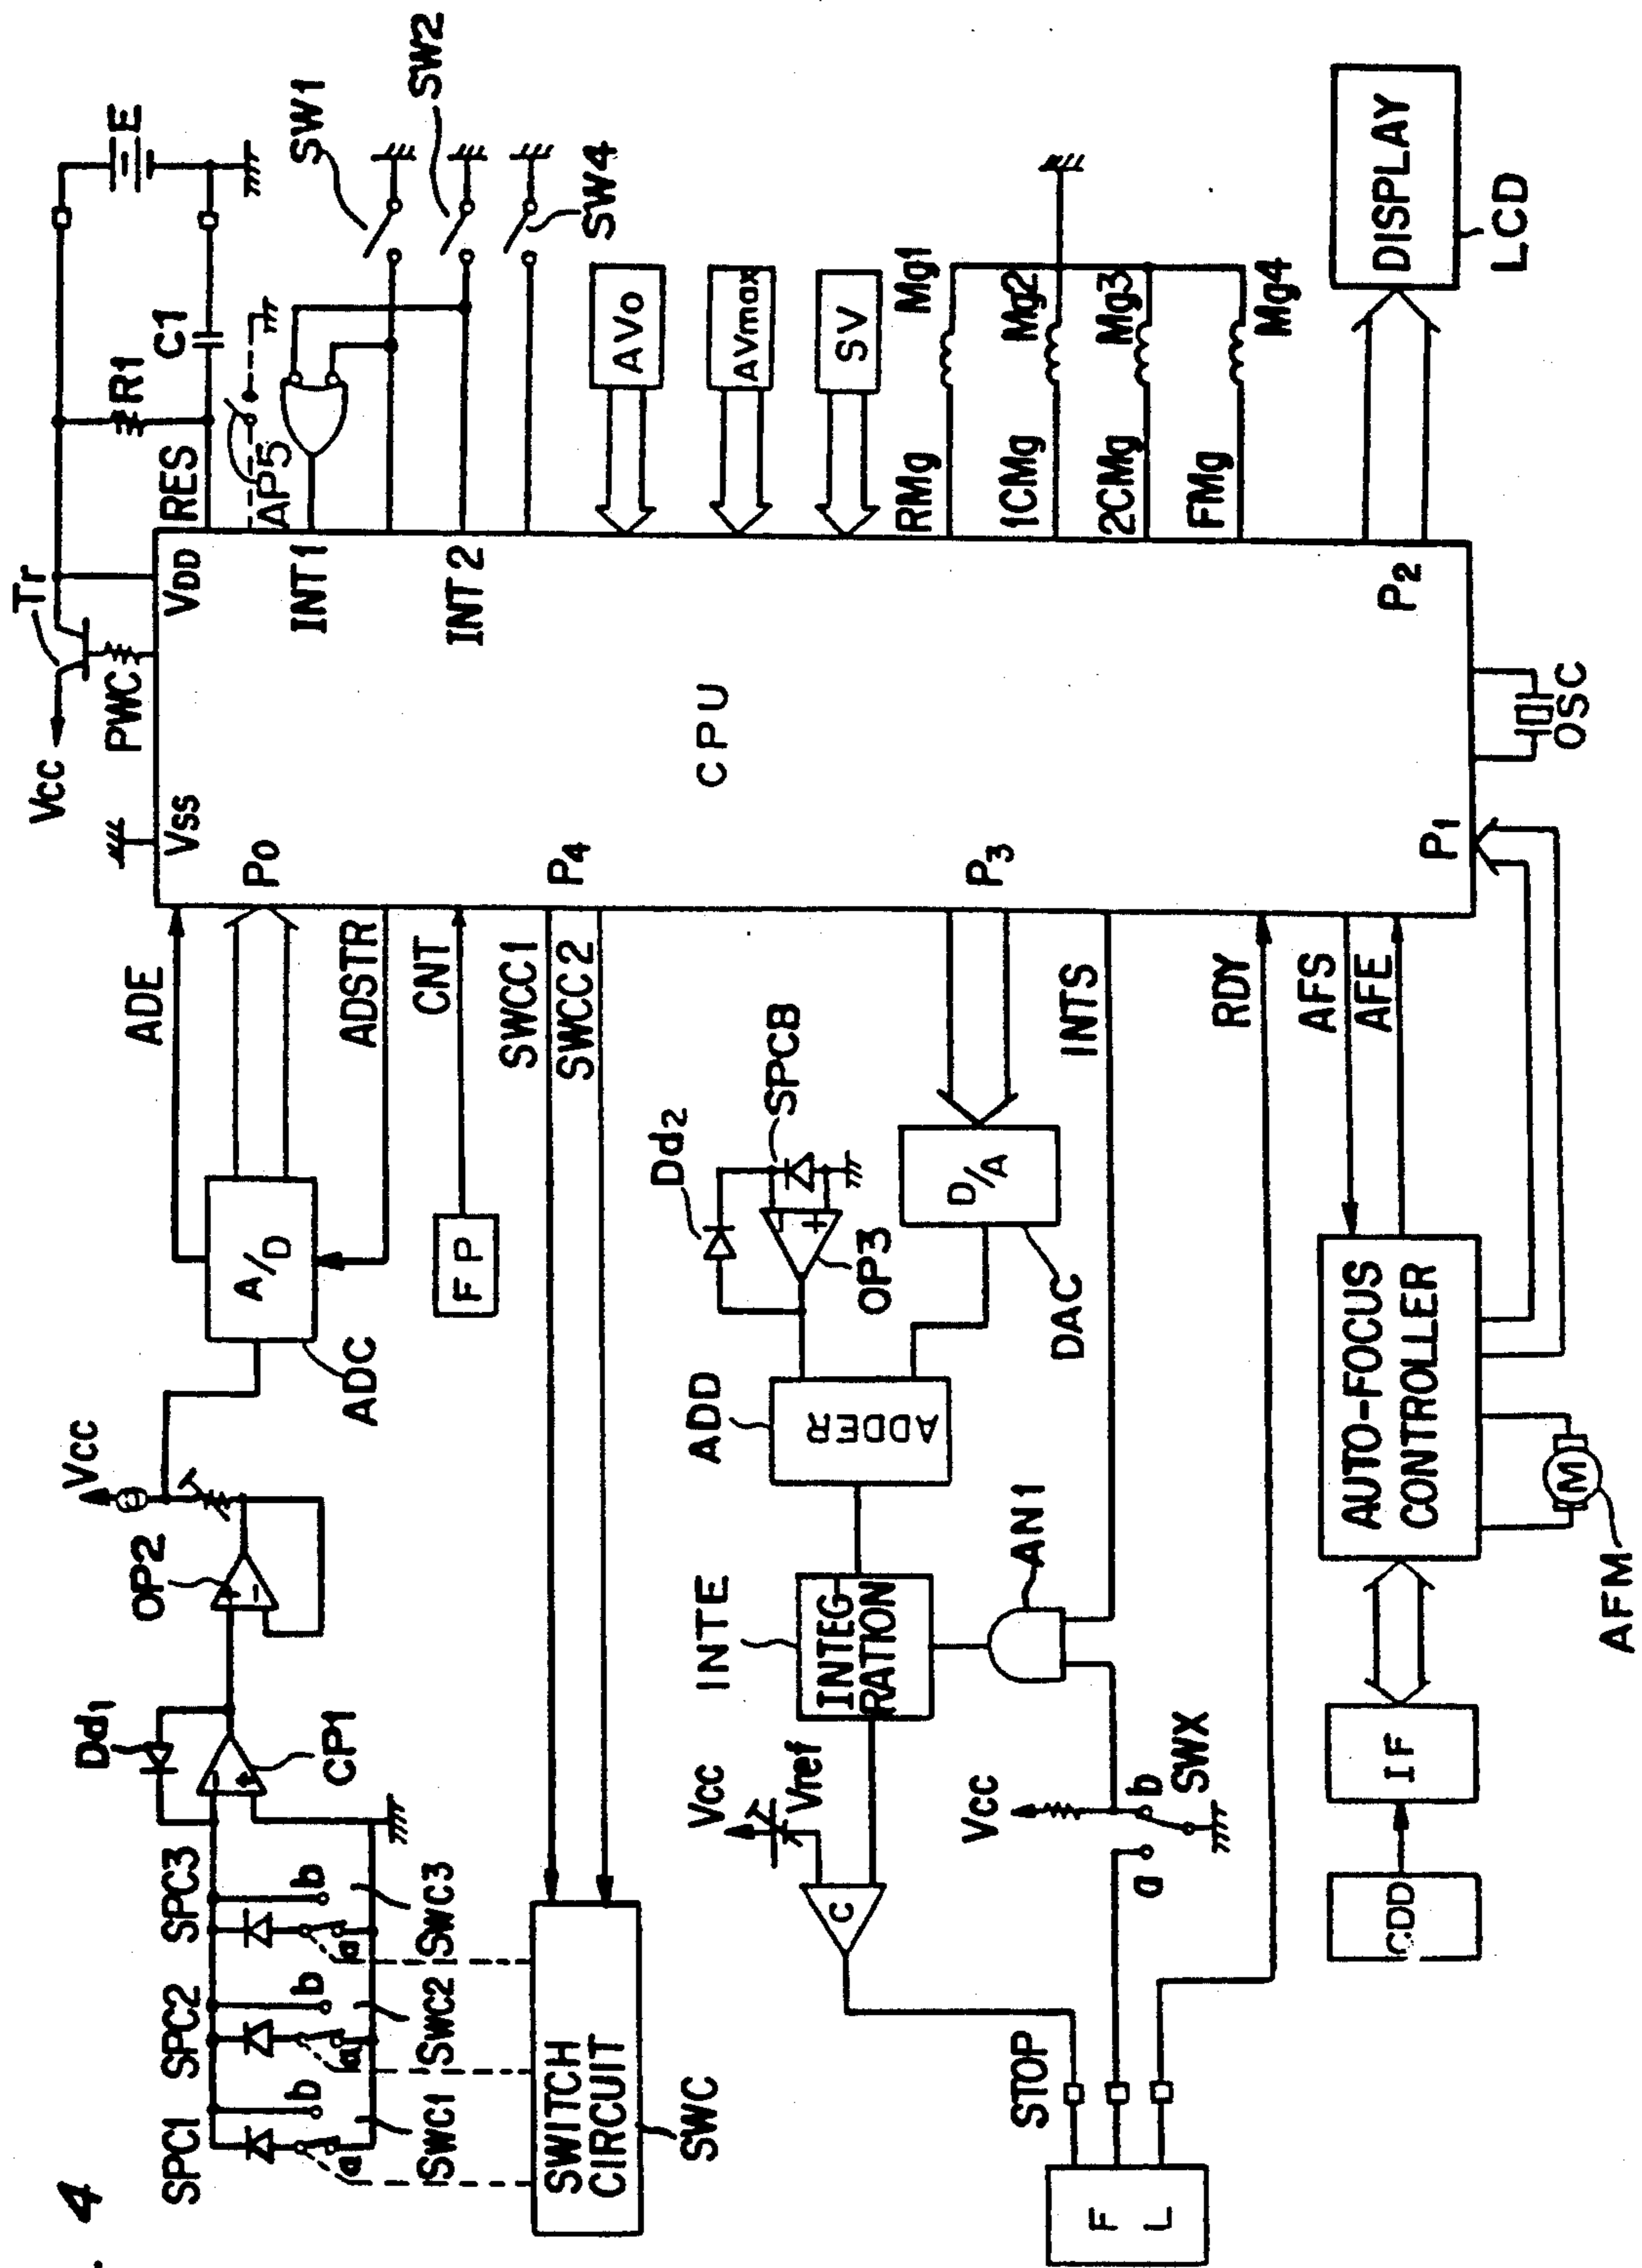 4
Tr
Vcc
PWC
E
R1
C1
RES
AP5
SW1
SW2
SW4
Vss
VDD
INT1
INT2
P0
P4
P3
P1
P2
CPU
AVo
AVmax
SV
RMg
Mg1
1CMg
Mg2
2CMg
Mg3
FMg
Mg4
DISPLAY
LCD
OSC
ADE
ADSTR
CNT
SWCC1
SWCC2
INTS
RDY
AFS
AFE
A/D
ADC
FP
Vcc
OP2
+
-
Dd1
CP1
-
+
SPC1
SPC2
SPC3
a
b
a
b
a
b
SWC1
SWC2
SWC3
SWITCH
CIRCUIT
SWC
Dd2
SPCB
OP3
-
+
D/A
DAC
ADD
ADDER
INTE
INTEG-
RATION
AN1
Vcc
Vref
C
Vcc
a
b
SWX
STOP
F
L
AUTO-FOCUS
CONTROLLER
M
AFM
IF
CDD